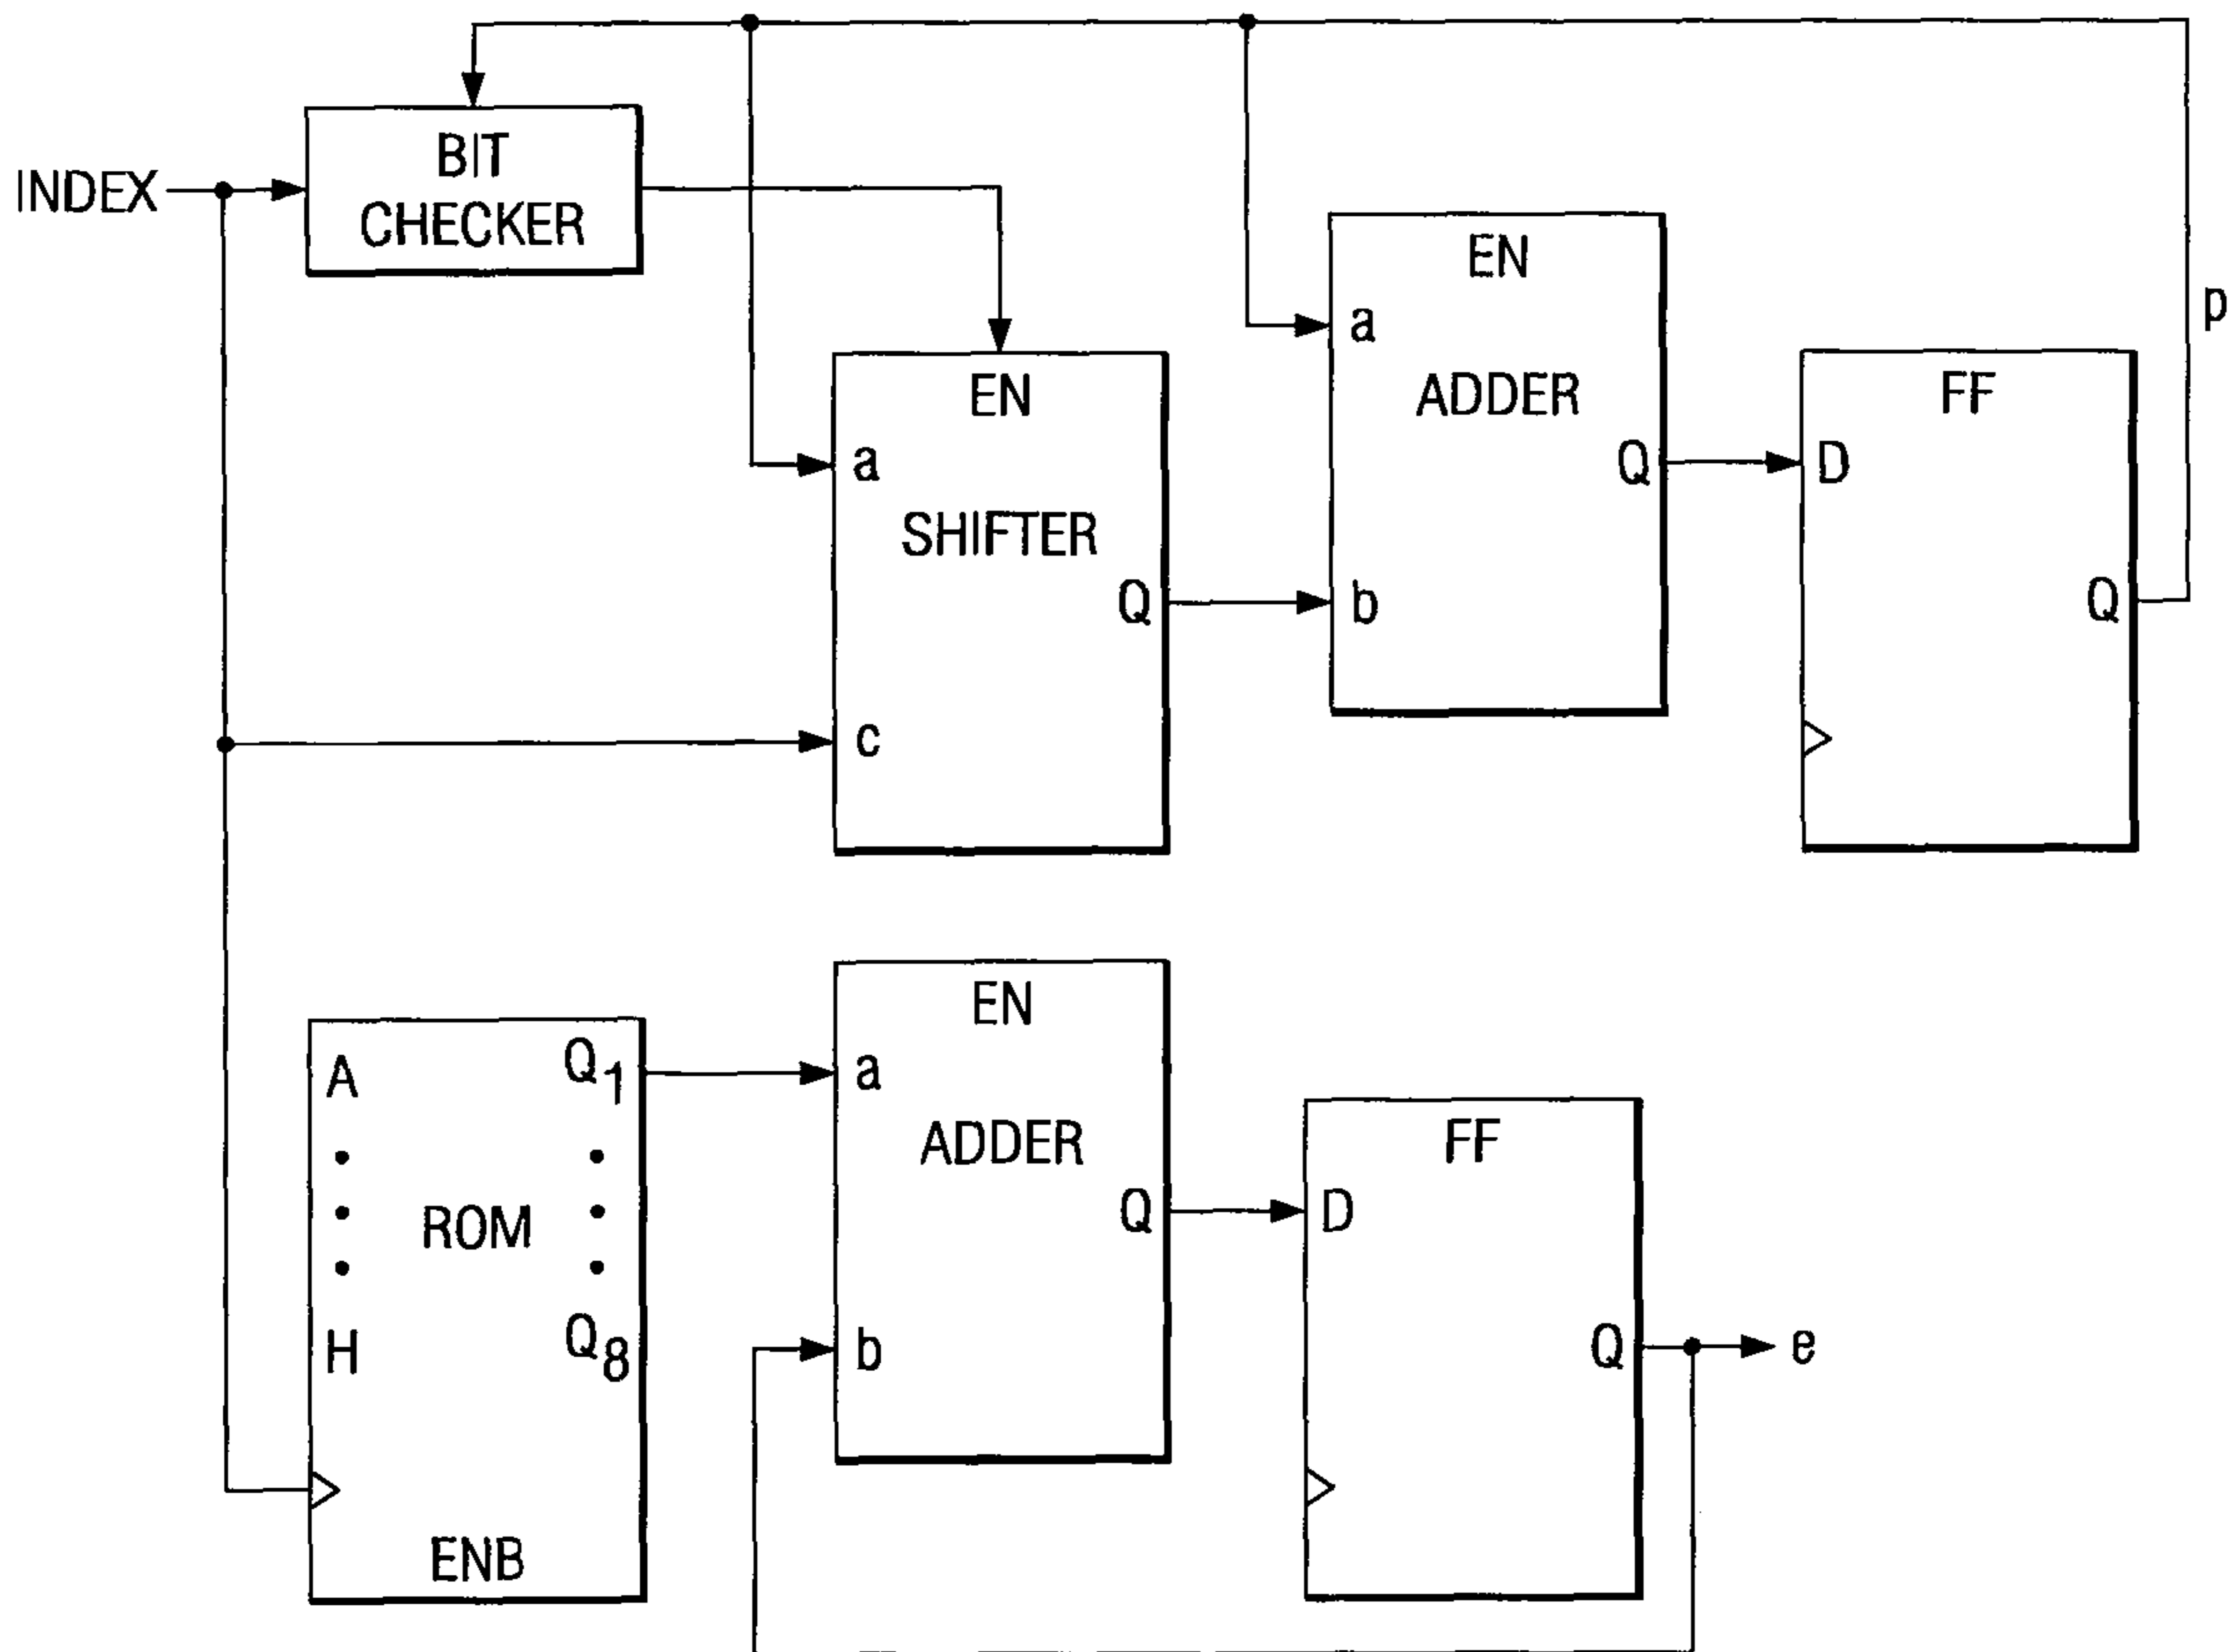 INDEX
BIT
CHECKER
EN
a
SHIFTER
Q
c
EN
a
ADDER
Q
b
FF
D
Q
p
A
Q1
ROM
H
Q8
ENB
EN
a
ADDER
Q
b
FF
D
Q
e